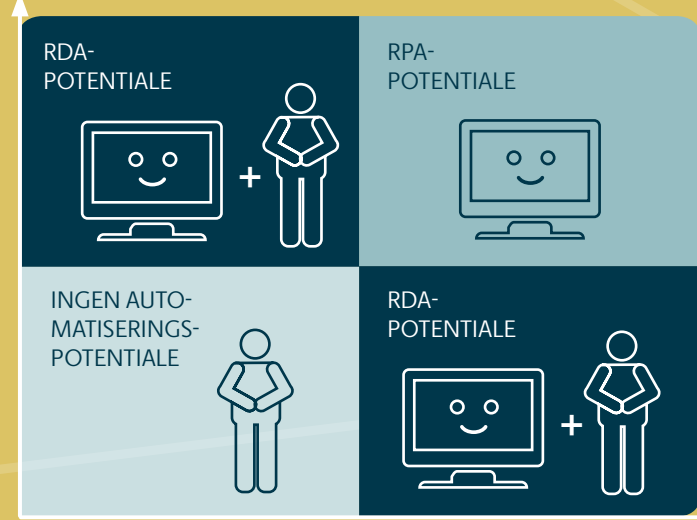 RDA-
POTENTIALE
RPA-
POTENTIALE
+
INGEN AUTO-
MATISERINGS-
POTENTIALE
RDA-
POTENTIALE
+